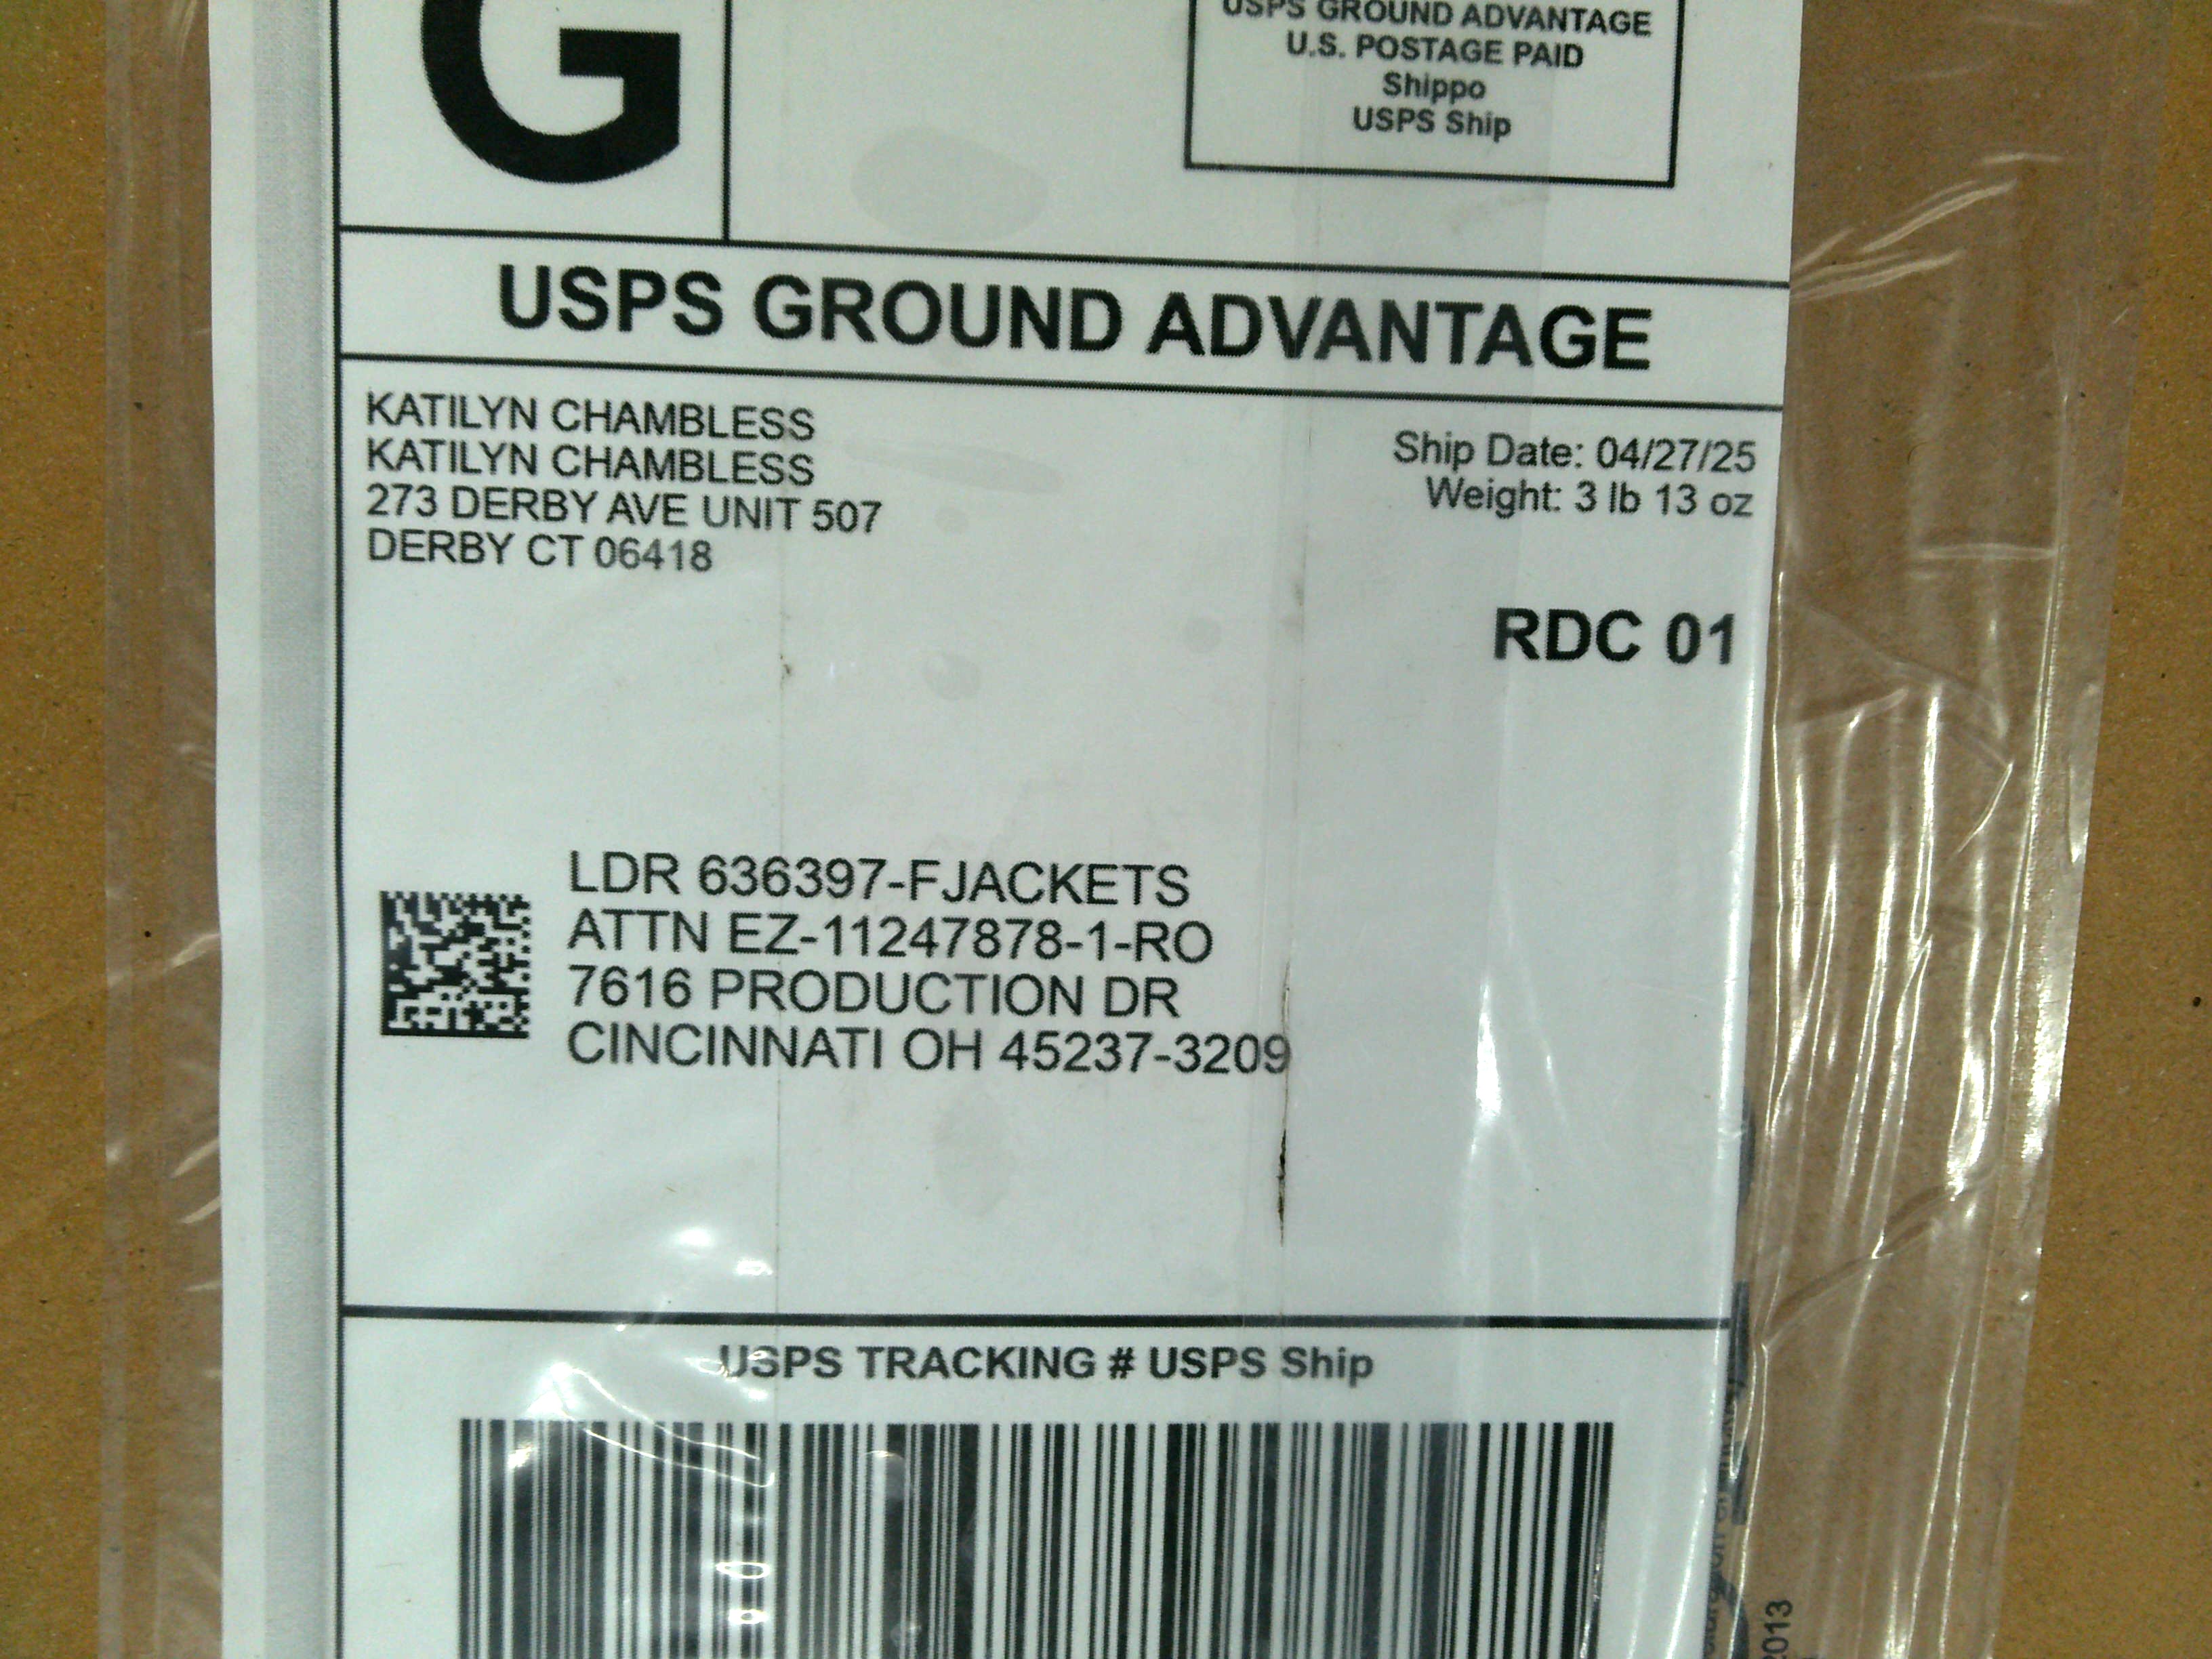 G
USPS GROUND ADVANTAGE
U.S. POSTAGE PAID
Shippo
USPS Ship
USPS GROUND ADVANTAGE
KATILYN CHAMBLESS
KATILYN CHAMBLESS
273 DERBY AVE UNIT 507
DERBY CT 06418
Ship Date: 04/27/25
Weight: 3 lb 13 oz
RDC 01
LDR 636397-FJACKETS
ATTN EZ-11247878-1-RO
7616 PRODUCTION DR
CINCINNATI OH 45237-3209
USPS TRACKING # USPS Ship
2013